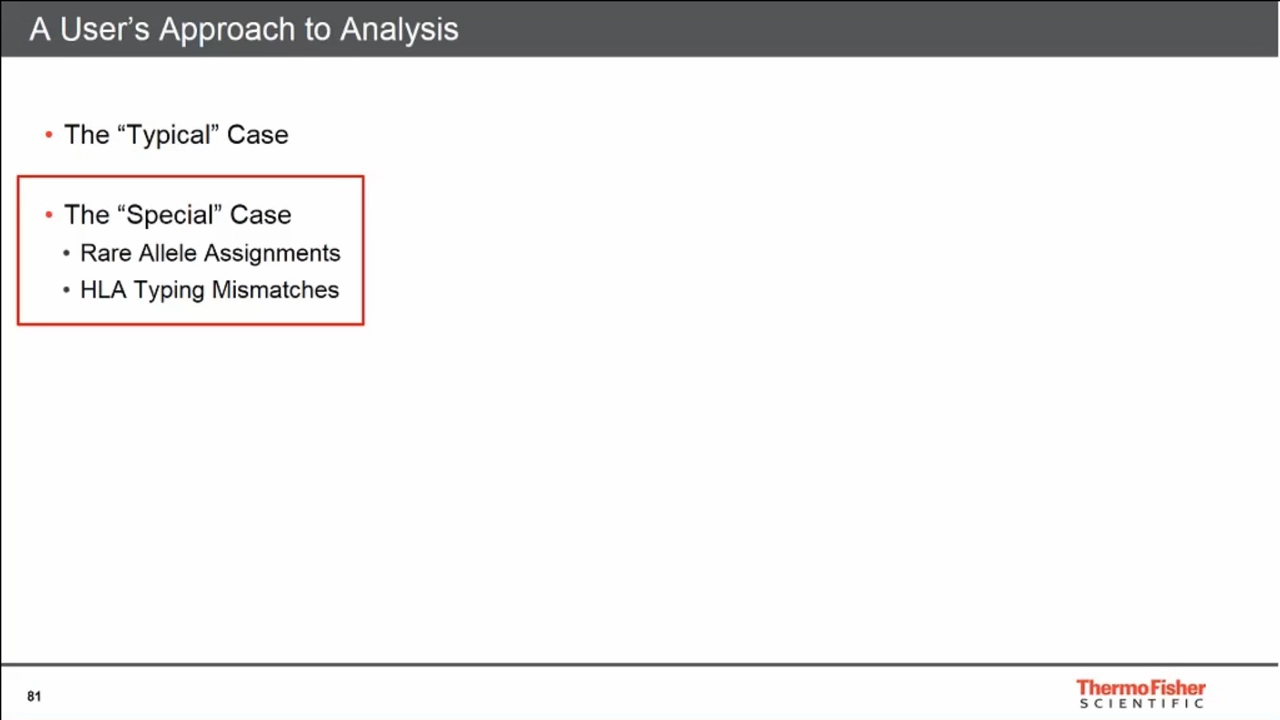 A User’s Approach to Analysis
• The “Typical” Case
• The “Special” Case
• Rare Allele Assignments
• HLA Typing Mismatches
81
ThermoFisher
SCIENTIFIC